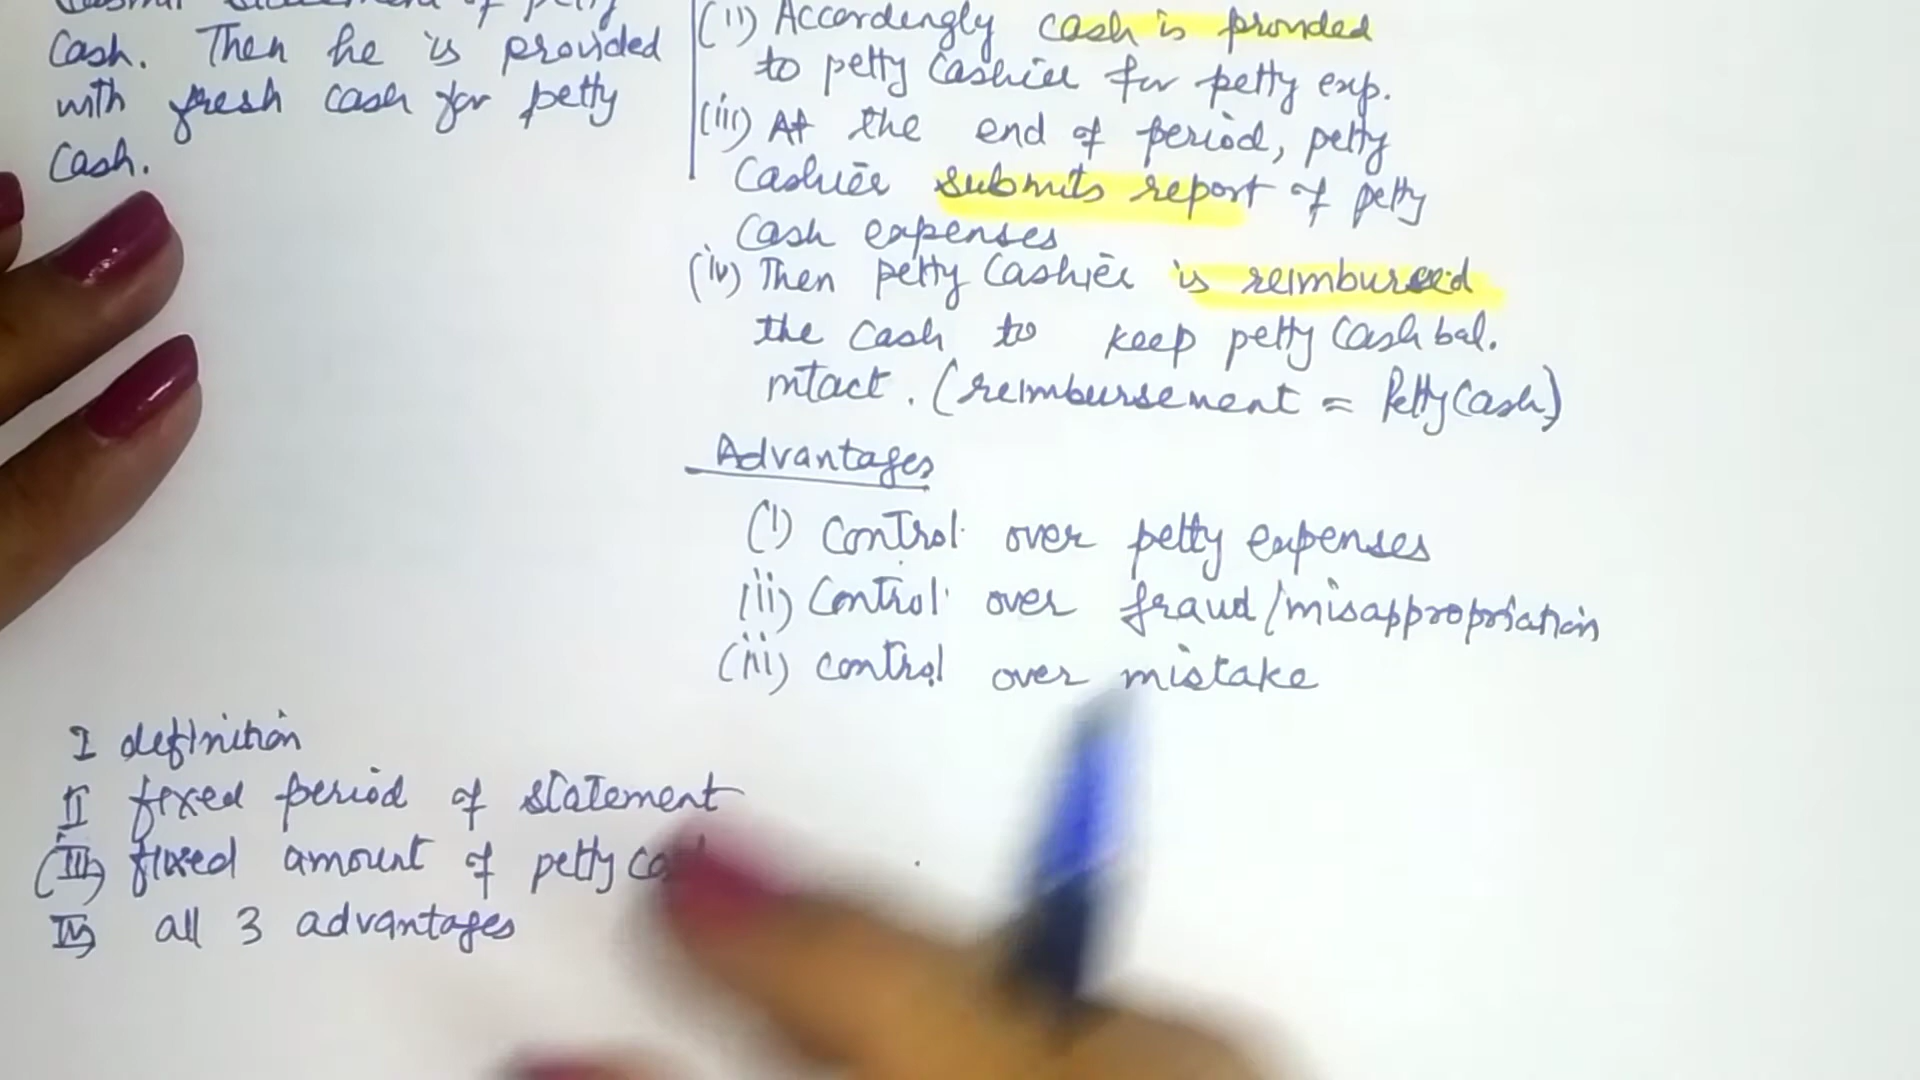 statement of petty
Cash. Then he is provided
with fresh cash for petty
Cash.
(ii) Accordingly cash is provided
to petty Cashier for petty exp.
(iii) At the end of period, petty
Cashier submits report of petty
Cash expenses
(iv) Then petty Cashier is reimbursed
the cash to keep petty Cash bal.
intact. (reimbursement = Petty Cash)
Advantages
(i) Control over petty expenses
(ii) Control over fraud/misappropriation
(iii) control over mistake
I definition
II fixed period of statement
(III) fixed amount of petty
IV all 3 advantages